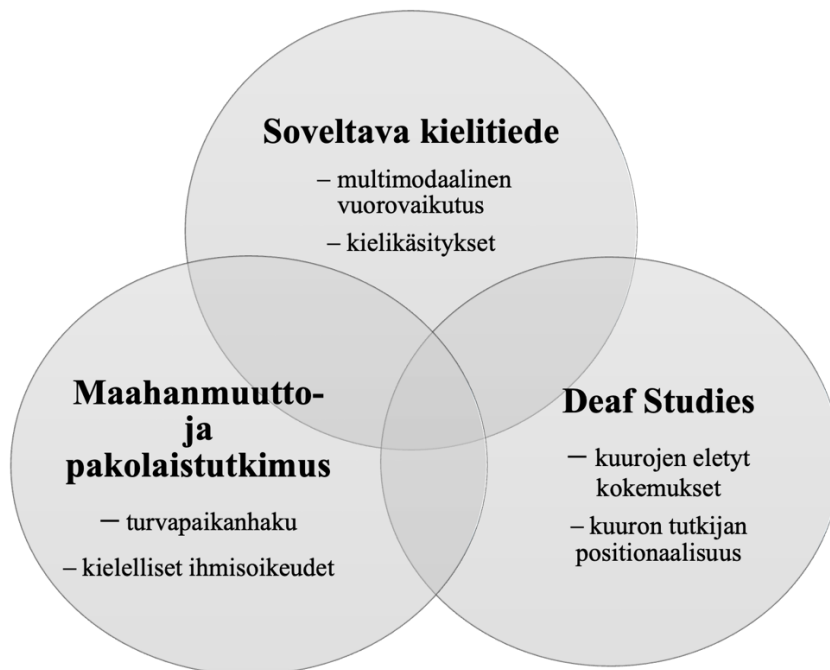 Soveltava kielitiede
– multimodaalinen
vuorovaikutus
– kielikäsitykset
Maahanmuutto-
ja
pakolaistutkimus
– turvapaikanhaku
– kielelliset ihmisoikeudet
Deaf Studies
– kuurojen eletyt
kokemukset
– kuuron tutkijan
positionaalisuus